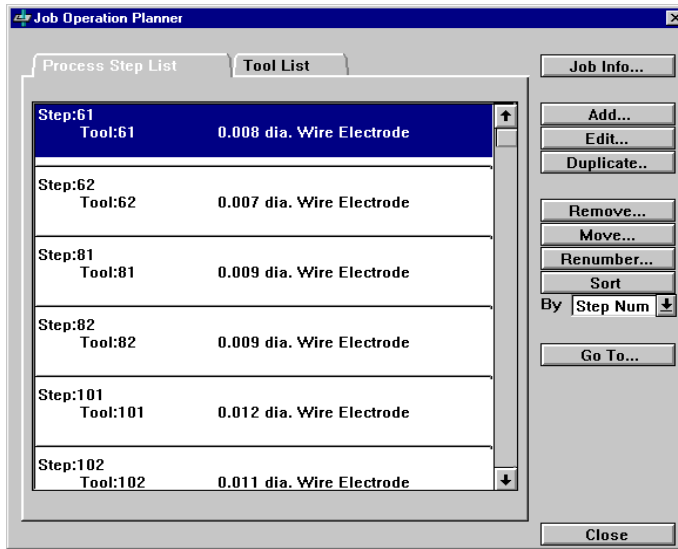 Job Operation Planner
Process Step List
Tool List
Job Info...
Step:61
Tool:61 0.008 dia. Wire Electrode
Step:62
Tool:62 0.007 dia. Wire Electrode
Step:81
Tool:81 0.009 dia. Wire Electrode
Step:82
Tool:82 0.009 dia. Wire Electrode
Step:101
Tool:101 0.012 dia. Wire Electrode
Step:102
Tool:102 0.011 dia. Wire Electrode
Add...
Edit...
Duplicate..
Remove...
Move...
Renumber...
Sort
By Step Num
Go To...
Close